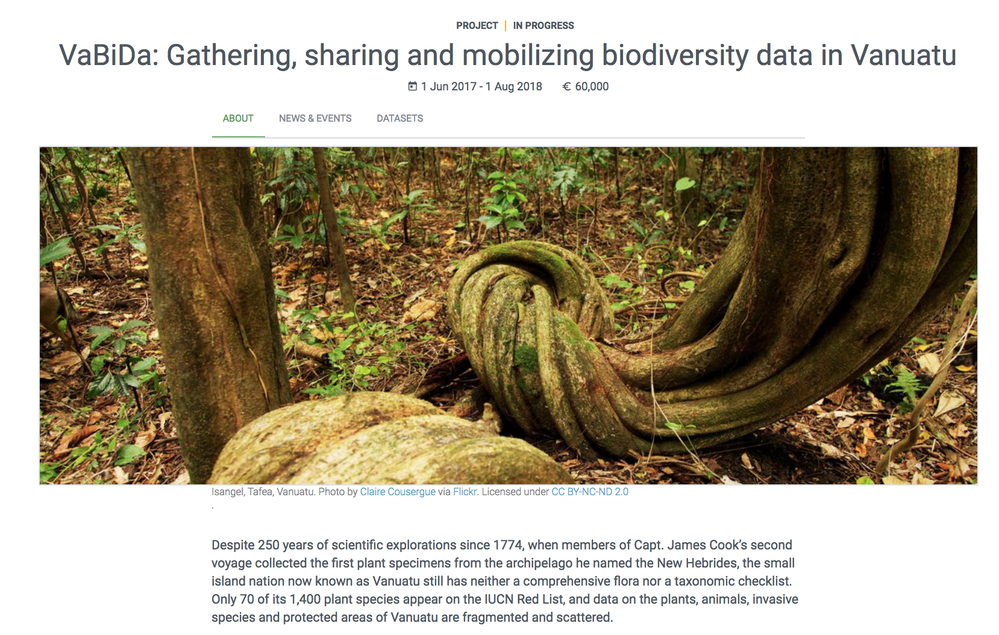 PROJECT | IN PROGRESS
VaBiDa: Gathering, sharing and mobilizing biodiversity data in Vanuatu
1 Jun 2017 - 1 Aug 2018 € 60,000
ABOUT NEWS & EVENTS DATASETS
Isangel, Tafea, Vanuatu. Photo by Claire Cousergue via Flickr. Licensed under CC BY-NC-ND 2.0
.
Despite 250 years of scientific explorations since 1774, when members of Capt. James Cook’s second
voyage collected the first plant specimens from the archipelago he named the New Hebrides, the small
island nation now known as Vanuatu still has neither a comprehensive flora nor a taxonomic checklist.
Only 70 of its 1,400 plant species appear on the IUCN Red List, and data on the plants, animals, invasive
species and protected areas of Vanuatu are fragmented and scattered.